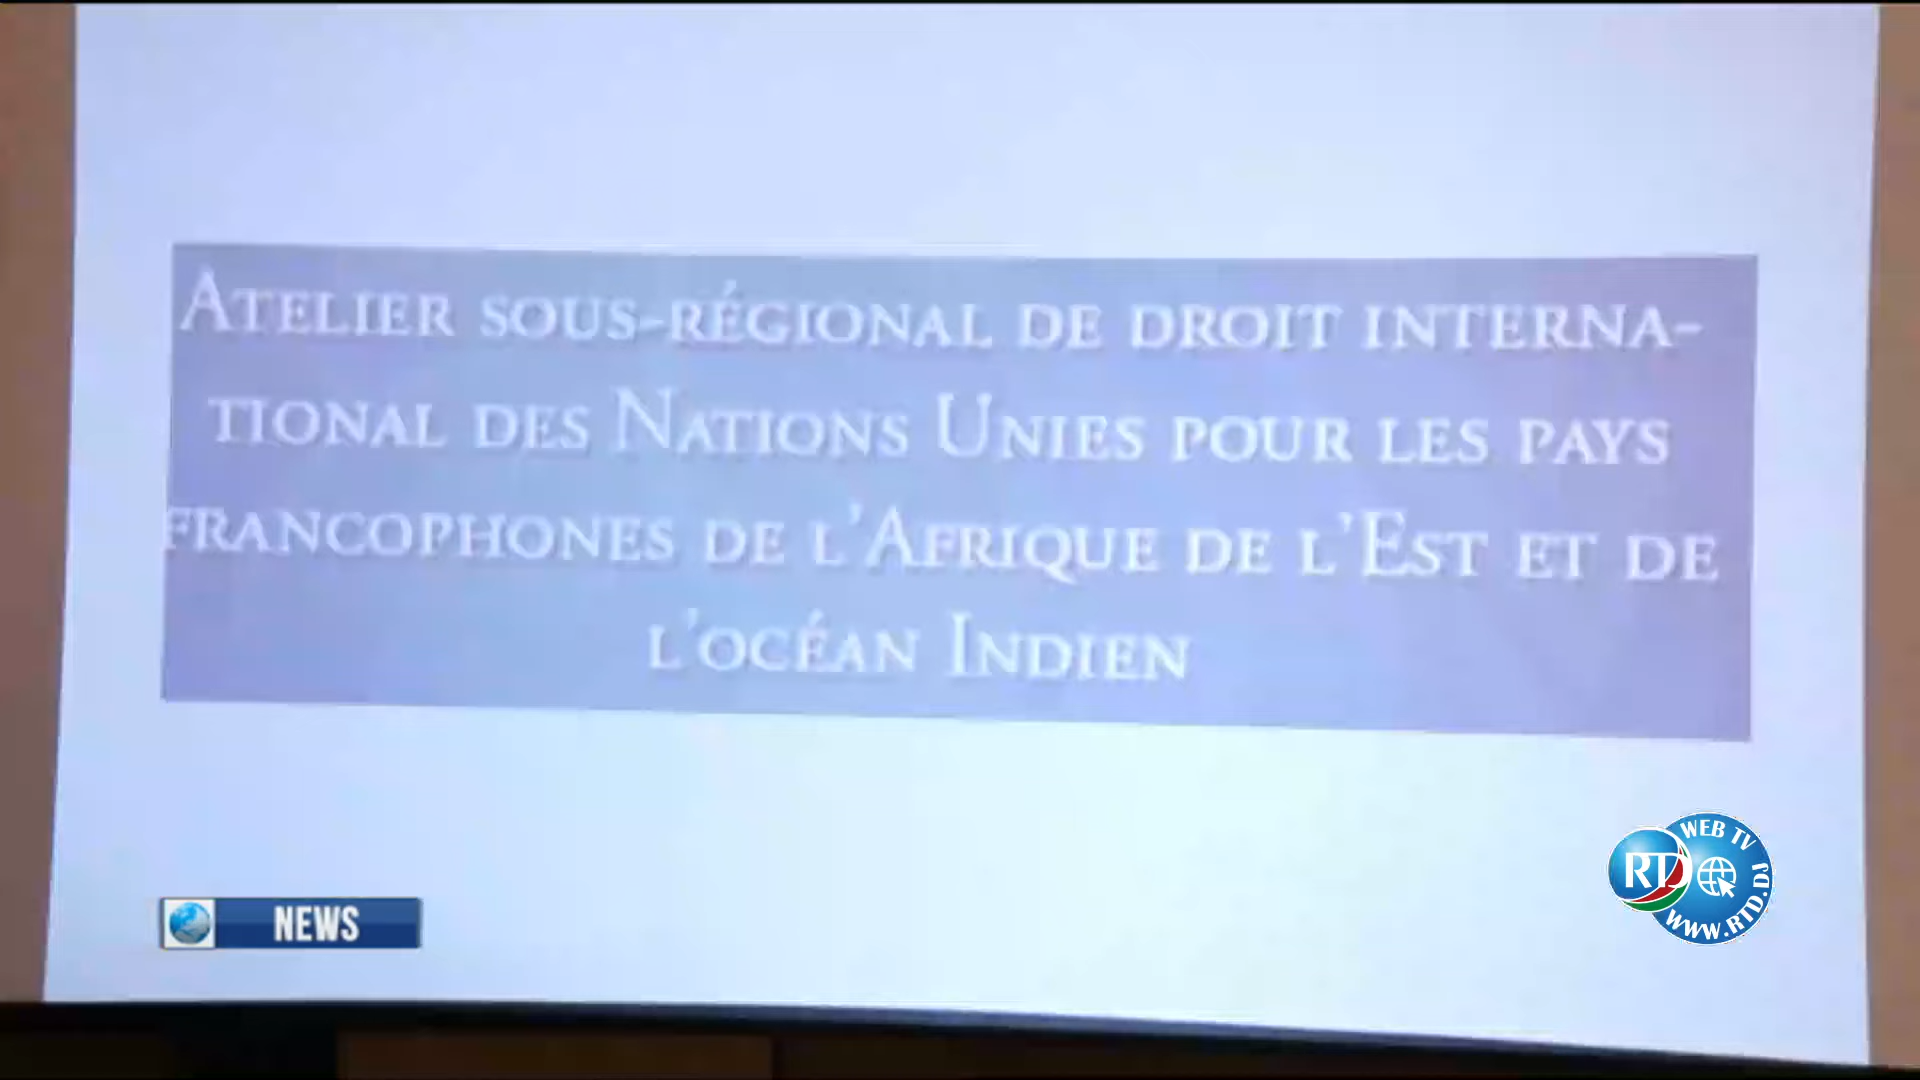 Atelier sous-régional de droit interna-
tional des Nations Unies pour les pays
francophones de l'Afrique de l'Est et de
l'océan Indien
NEWS
WEB TV
RTD
WWW.RTD.DJ